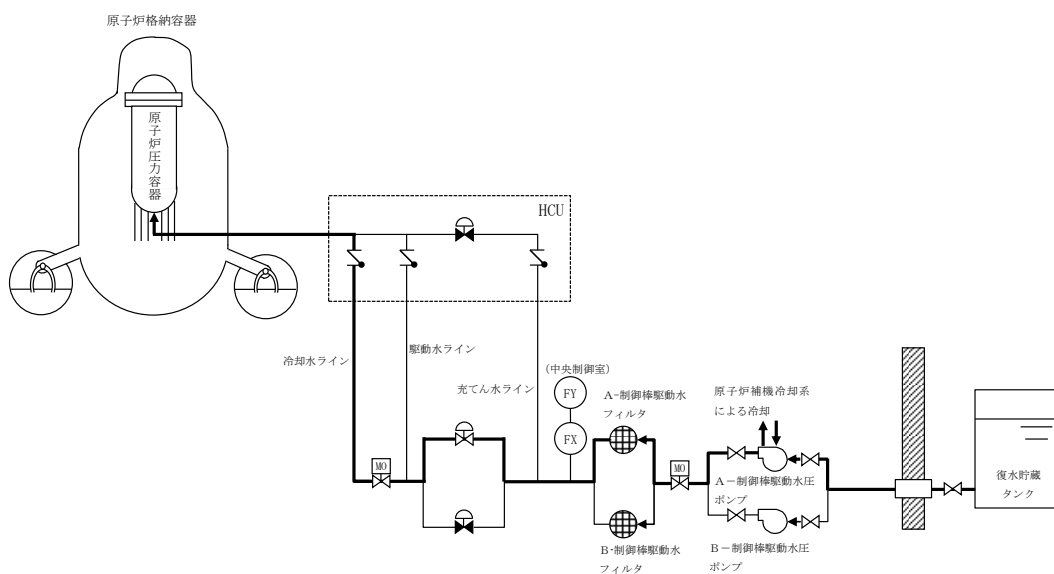 原子炉格納容器
原子炉圧力容器
HCU
冷却水ライン
駆動水ライン
充てん水ライン
(中央制御室)
FY
FX
MO
A-制御棒駆動水
フィルタ
B-制御棒駆動水
フィルタ
MO
原子炉補機冷却系
による冷却
A-制御棒駆動水圧
ポンプ
B-制御棒駆動水圧
ポンプ
復水貯蔵
タンク